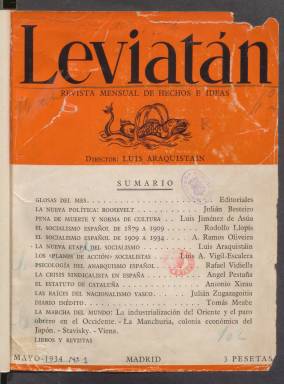 Leviatán
REVISTA MENSUAL DE HECHOS E IDEAS
DIRECTOR: LUIS ARAQUISTAIN
SUMARIO
GLOSAS DEL MES. Editoriales
LA NUEVA POLÍTICA: ROOSEVELT . Julián Besteiro
PENA DE MUERTE Y NORMA DE CULTURA . . Luis Jiménez de Asúa
EL SOCIALISMO ESPAÑOL DE 1879 A 1909 . . . . Rodolfo Llopis
EL SOCIALISMO ESPAÑOL DE 1909 A 1934 . . A. Ramos Oliveira
LA NUEVA ETAPA DEL SOCIALISMO . . . Luis Araquistain
LOS «PLANES DE ACCIÓN» SOCIALISTAS . Luis A. Vigil-Escalera
PSICOLOGÍA DEL ANARQUISMO ESPAÑOL . . . Rafael Vidiella
LA CRISIS SINDICALISTA EN ESPAÑA . . Angel Pestaña
EL ESTATUTO DE CATALUÑA . . Antonio Xirau
LAS RAÍCES DEL NACIONALISMO VASCO . . Julián Zugazagoitia
DIARIO INÉDITO . . Tomás Meabe
LA MARCHA DEL MUNDO: La industrialización del Oriente y el paro
obrero en el Occidente. - La Manchuria, colonia económica del
Japón. - Stavisky. - Viena.
LIBROS Y REVISTAS
MAYO-1934
MADRID
3 PESETAS